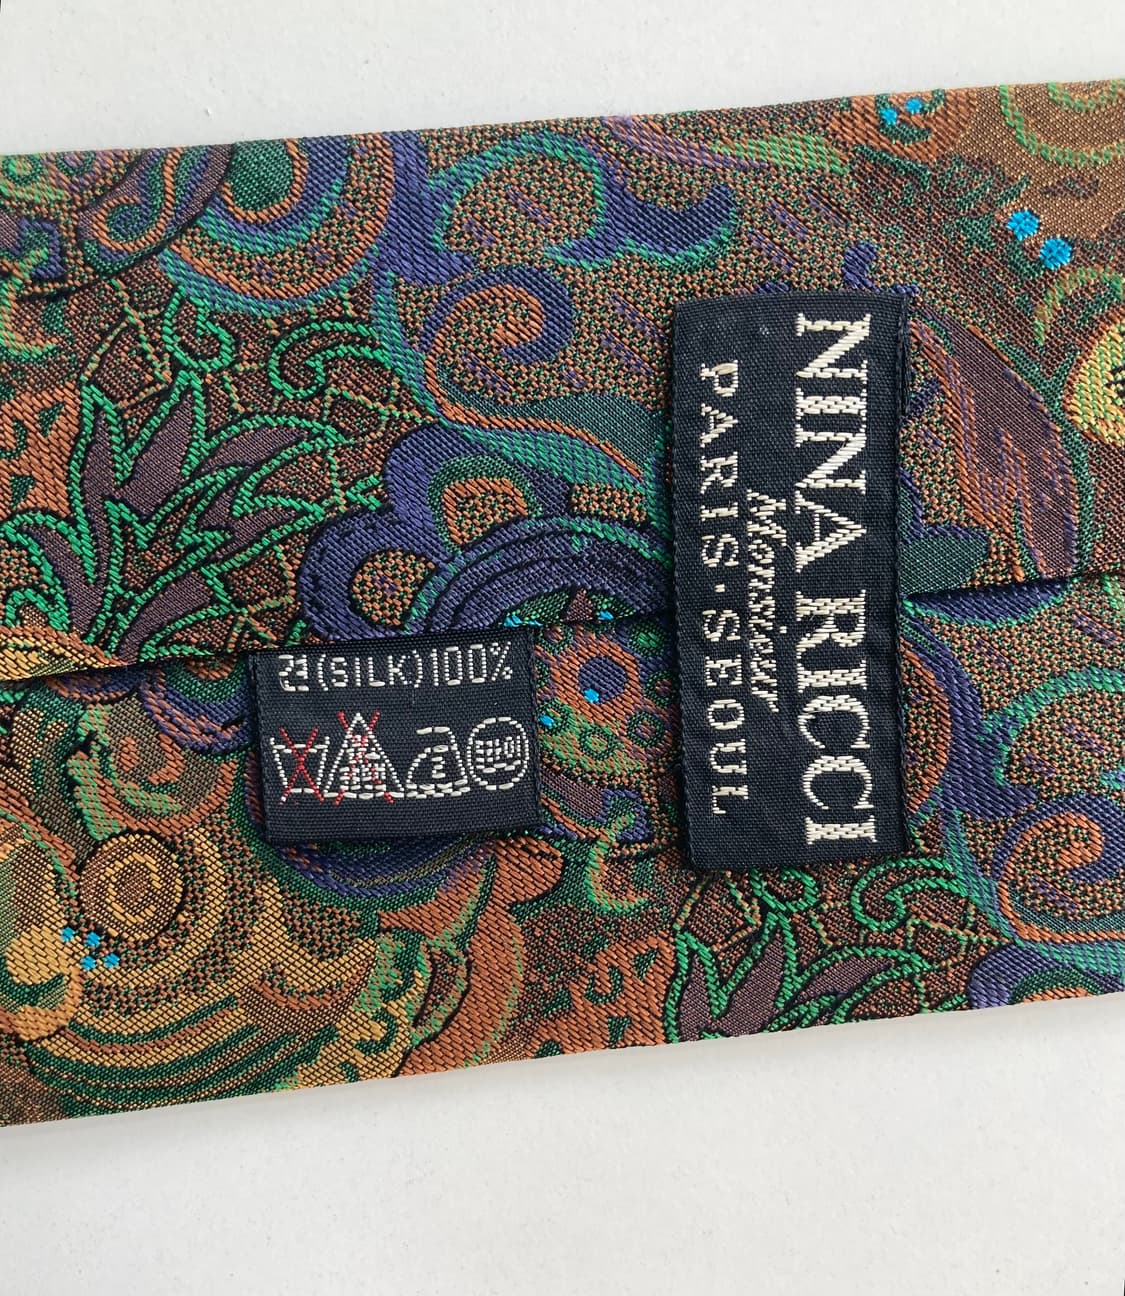 NINA RICCI
Monsieur
PARIS·SEOUL
견(SILK)100%